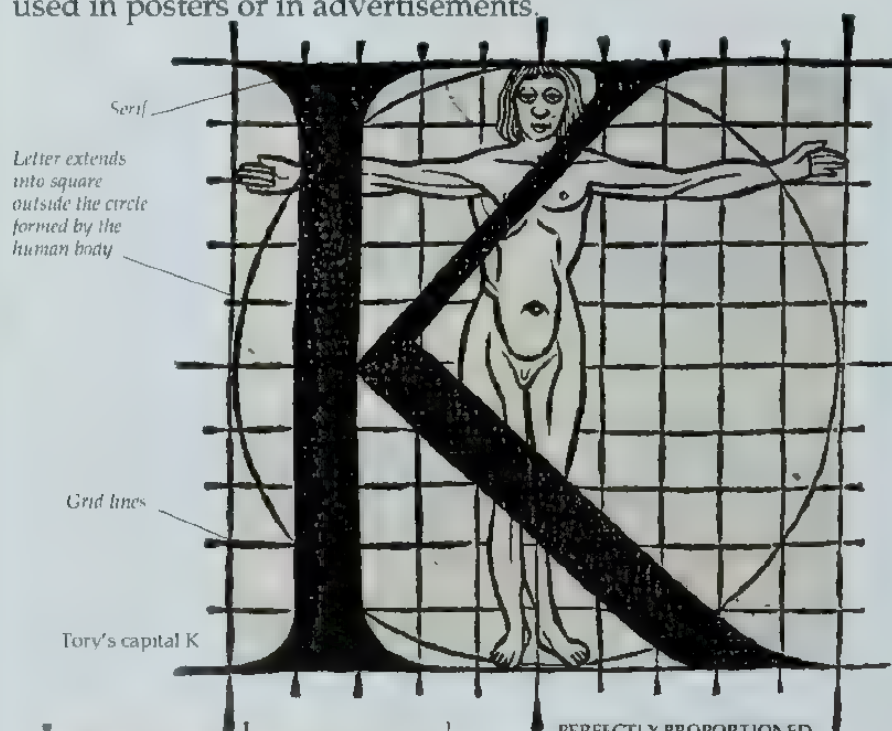 used in posters or in advertisements.
Serif
Letter extends
into square
outside the circle
formed by the
human body
Grid lines
Tory's capital K
K
PERFECTLY PROPORTIONED